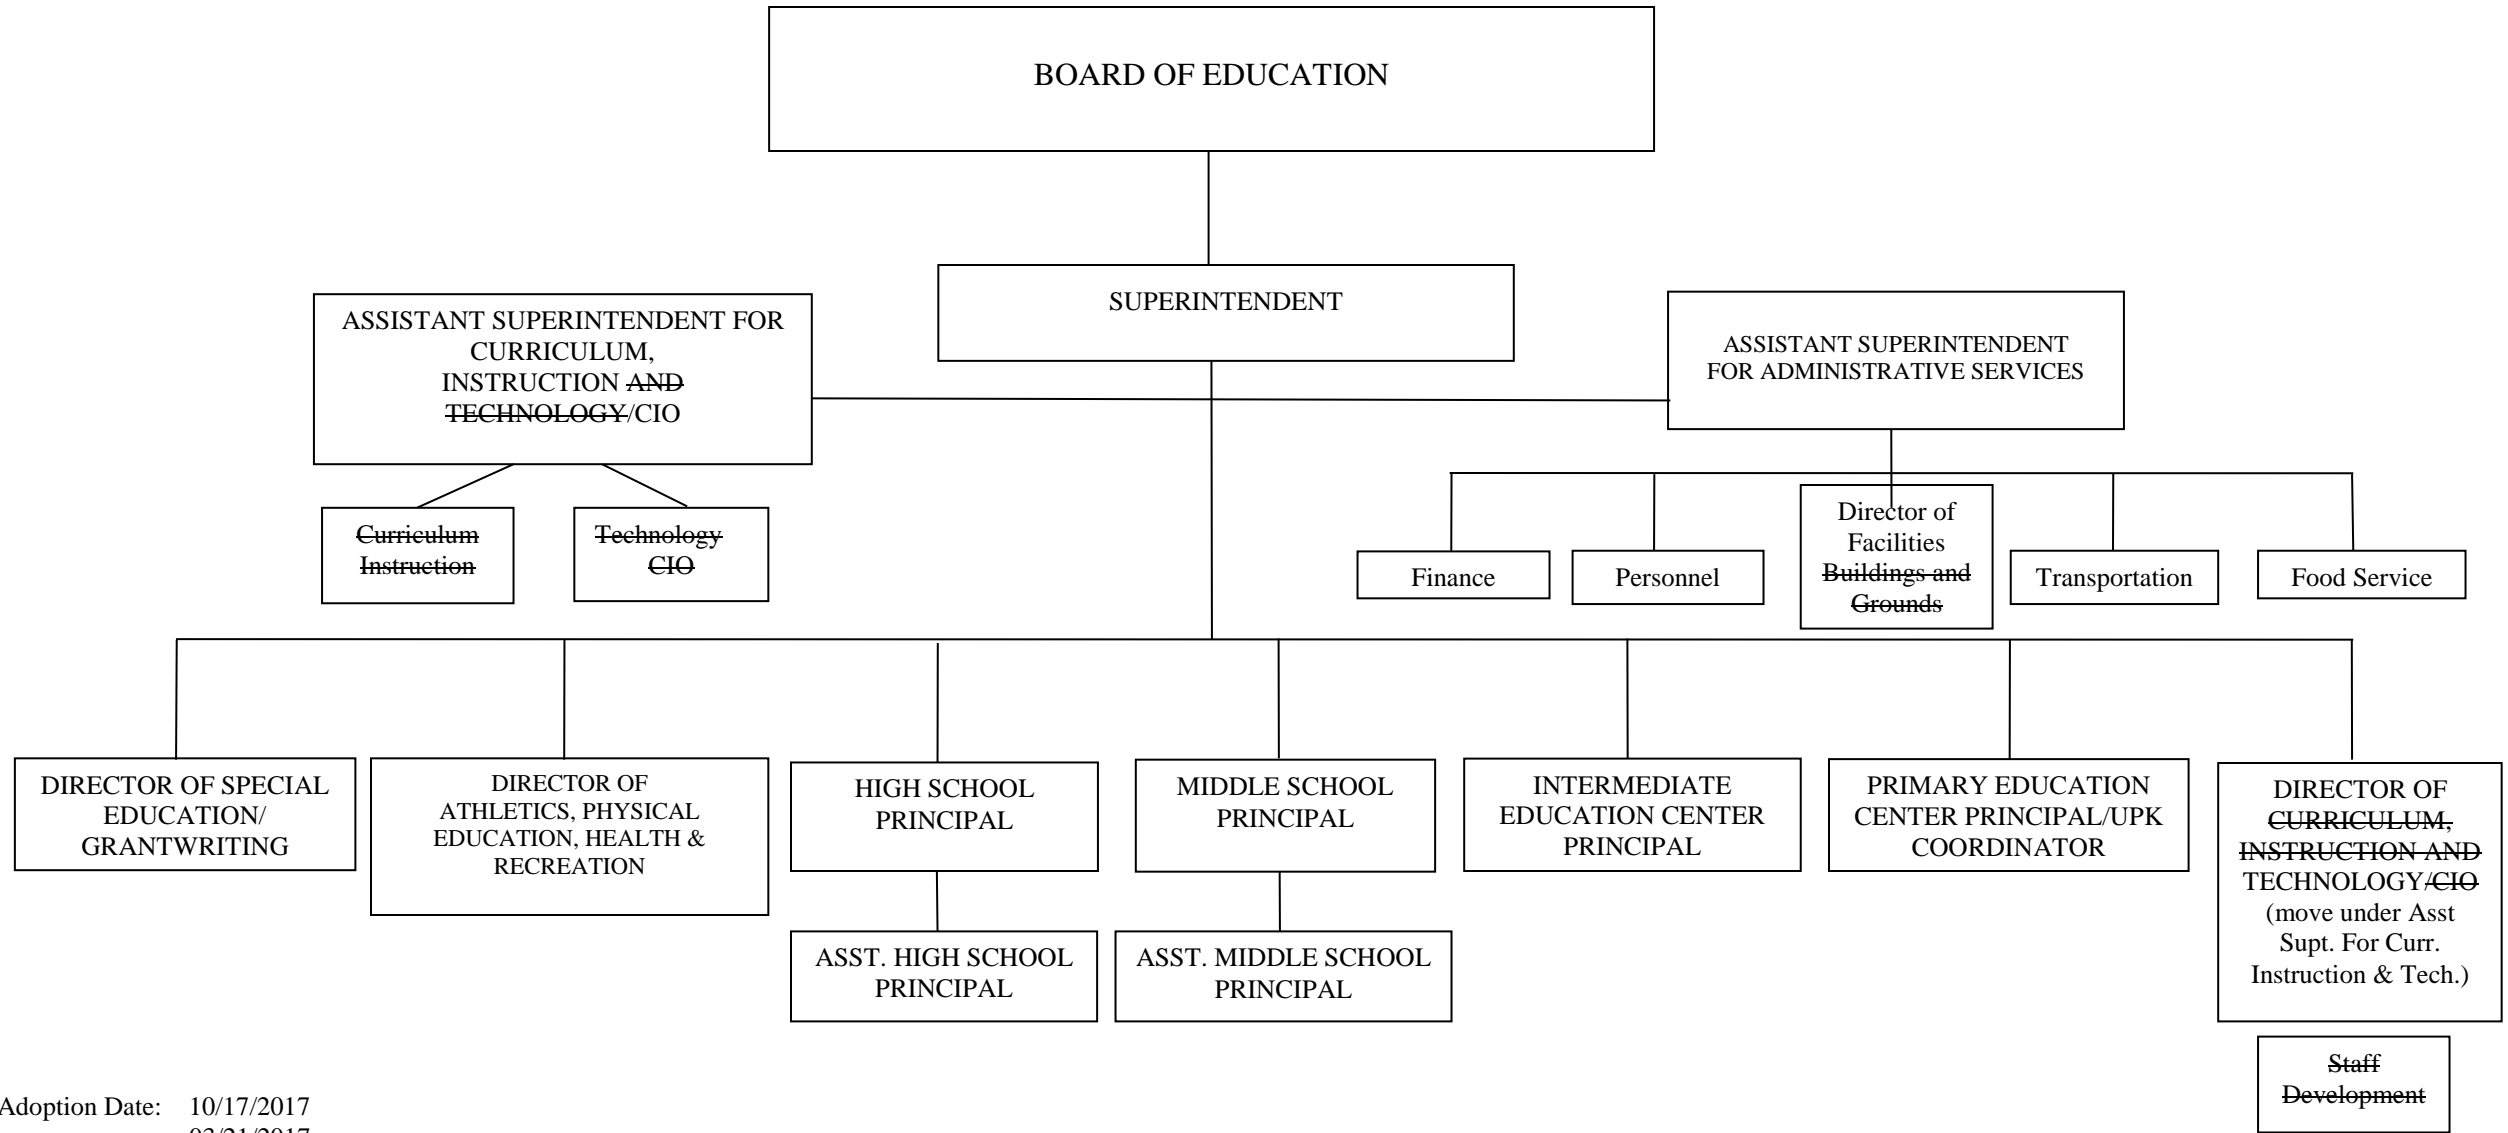 BOARD OF EDUCATION
SUPERINTENDENT
ASSISTANT SUPERINTENDENT FOR
CURRICULUM,
INSTRUCTION AND
TECHNOLOGY/CIO
ASSISTANT SUPERINTENDENT
FOR ADMINISTRATIVE SERVICES
Curriculum
Instruction
Technology
CIO
Finance
Personnel
Director of
Facilities
Buildings and
Grounds
Transportation
Food Service
DIRECTOR OF SPECIAL
EDUCATION/
GRANTWRITING
DIRECTOR OF
ATHLETICS, PHYSICAL
EDUCATION, HEALTH &
RECREATION
HIGH SCHOOL
PRINCIPAL
MIDDLE SCHOOL
PRINCIPAL
INTERMEDIATE
EDUCATION CENTER
PRINCIPAL
PRIMARY EDUCATION
CENTER PRINCIPAL/UPK
COORDINATOR
DIRECTOR OF
CURRICULUM,
INSTRUCTION AND
TECHNOLOGY/CIO
(move under Asst
Supt. For Curr.
Instruction & Tech.)
ASST. HIGH SCHOOL
PRINCIPAL
ASST. MIDDLE SCHOOL
PRINCIPAL
Staff
Development
Adoption Date: 10/17/2017
03/21/2017